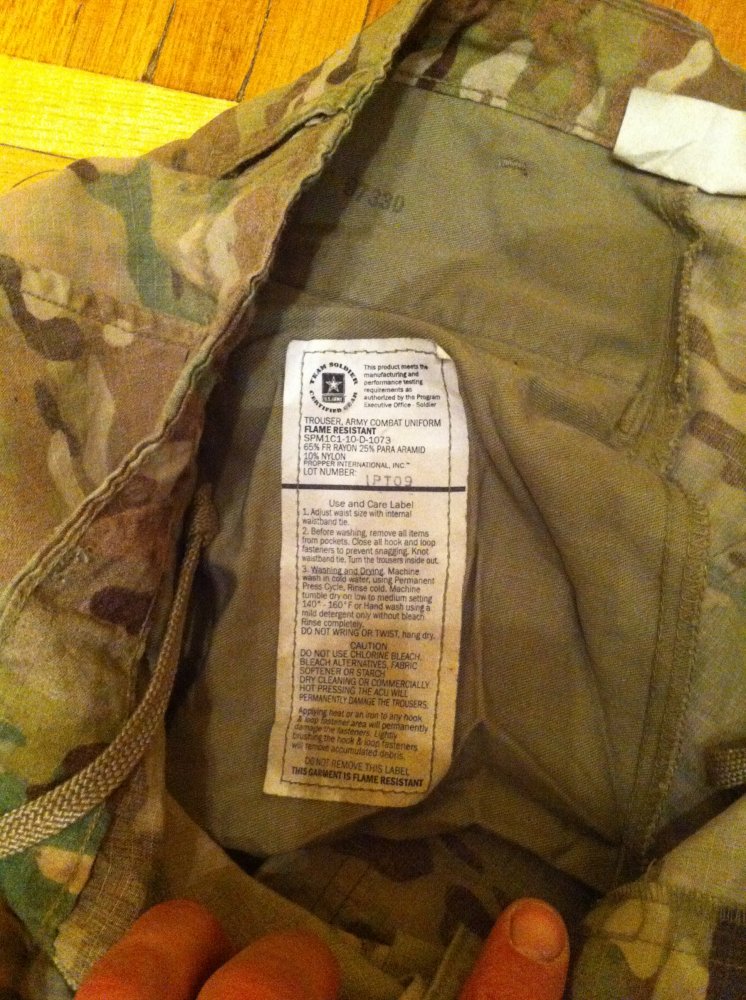 7330
TEAM SOLDIER
CERTIFIED GEAR
U.S. ARMY
This product meets the
manufacturing and
performance testing
requirements as
authorized by the Program
Executive Office - Soldier
TROUSER, ARMY COMBAT UNIFORM
FLAME RESISTANT
SPM1C1-10-D-1073
65% FR RAYON 25% PARA ARAMID
10% NYLON
PROPPER INTERNATIONAL, INC.™
LOT NUMBER: 1PT09
Use and Care Label
1. Adjust waist size with internal
waistband tie.
2. Before washing, remove all items
from pockets. Close all hook and loop
fasteners to prevent snagging. Knot
waistband tie. Turn the trousers inside out.
3. Washing and Drying. Machine
wash in cold water, using Permanent
Press Cycle, Rinse cold. Machine
tumble dry on low to medium setting
140° - 160°F or Hand wash using a
mild detergent only without bleach.
Rinse completely.
DO NOT WRING OR TWIST, hang dry.
CAUTION
DO NOT USE CHLORINE BLEACH,
BLEACH ALTERNATIVES, FABRIC
SOFTENER OR STARCH
DRY CLEANING OR COMMERCIALLY
HOT PRESSING THE ACU WILL
PERMANENTLY DAMAGE THE TROUSERS.
Applying heat or an iron to any hook
& loop fastener area will permanently
damage the fasteners. Lightly
brushing the hook & loop fasteners
will remove accumulated debris.
DO NOT REMOVE THIS LABEL
THIS GARMENT IS FLAME RESISTANT